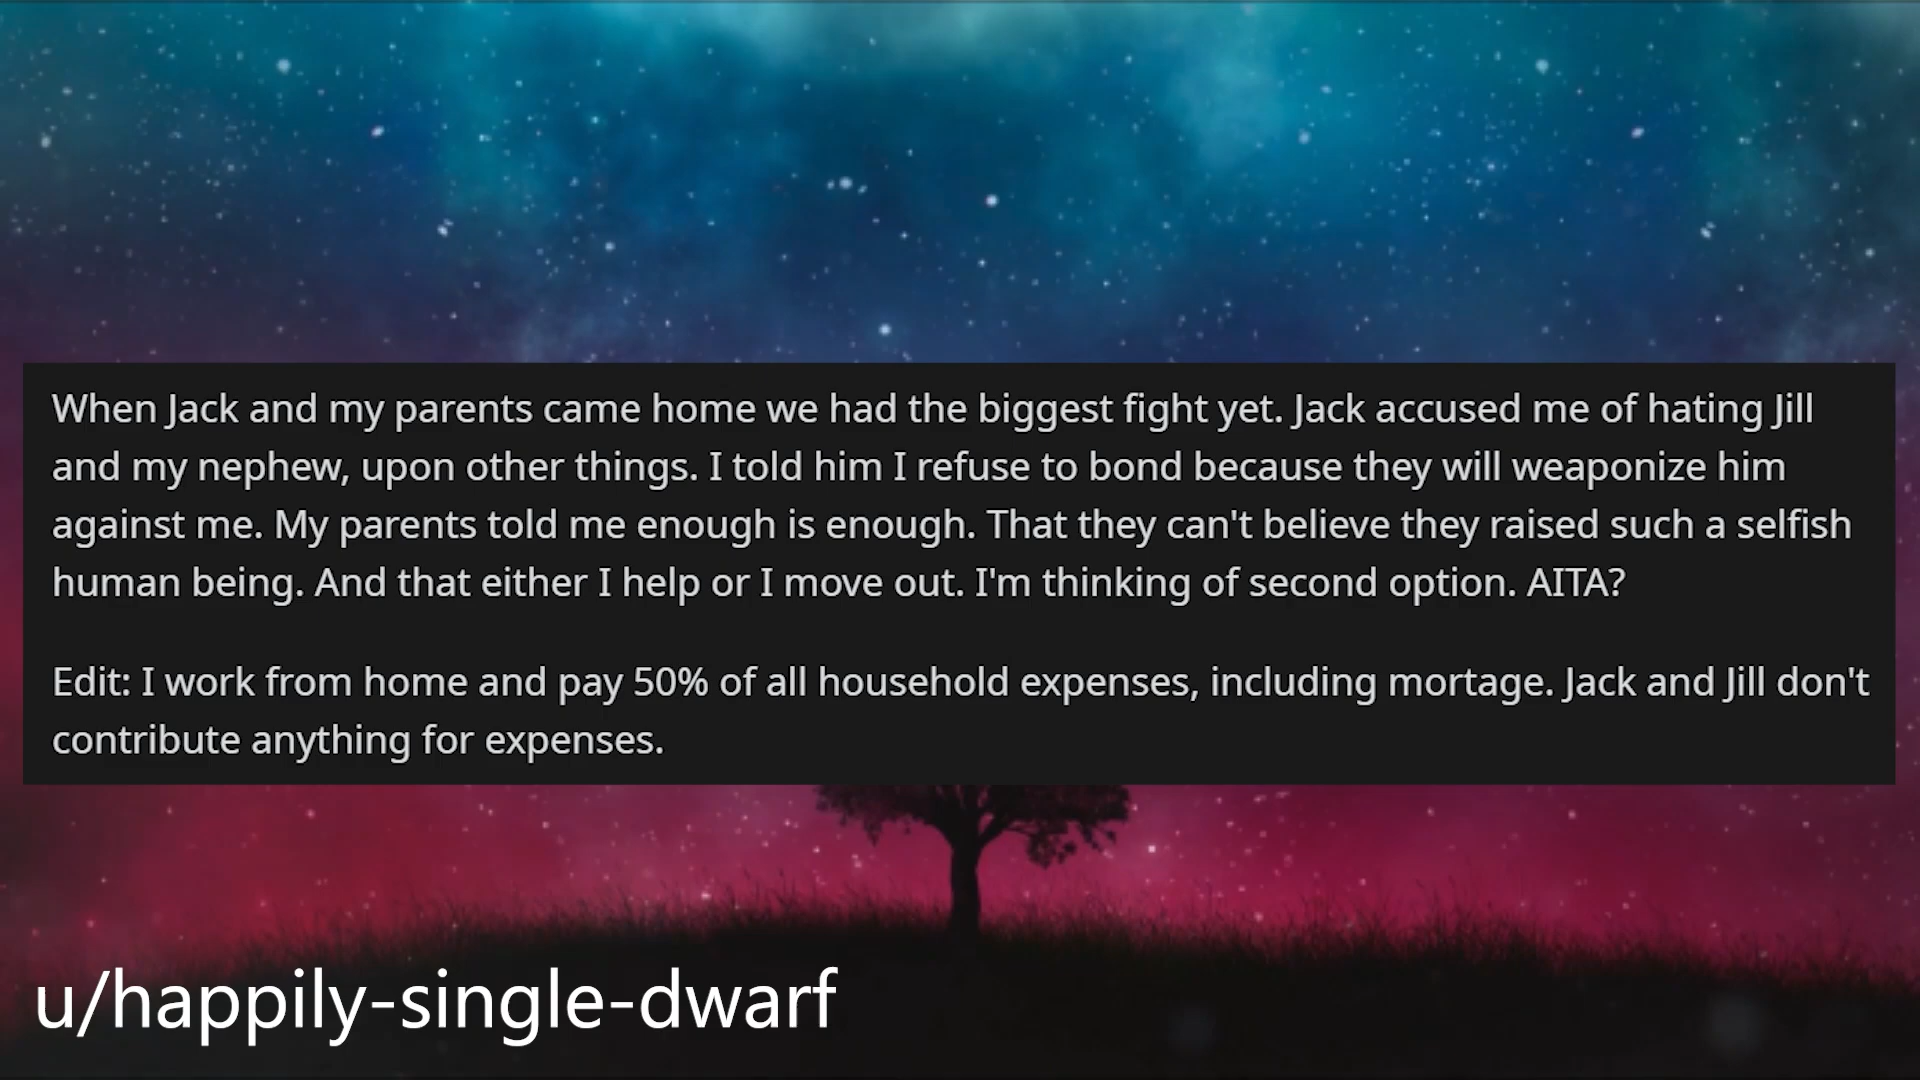 When Jack and my parents came home we had the biggest fight yet. Jack accused me of hating Jill
and my nephew, upon other things. I told him I refuse to bond because they will weaponize him
against me. My parents told me enough is enough. That they can't believe they raised such a selfish
human being. And that either I help or I move out. I'm thinking of second option. AITA?
Edit: I work from home and pay 50% of all household expenses, including mortage. Jack and Jill don't
contribute anything for expenses.
u/happily-single-dwarf